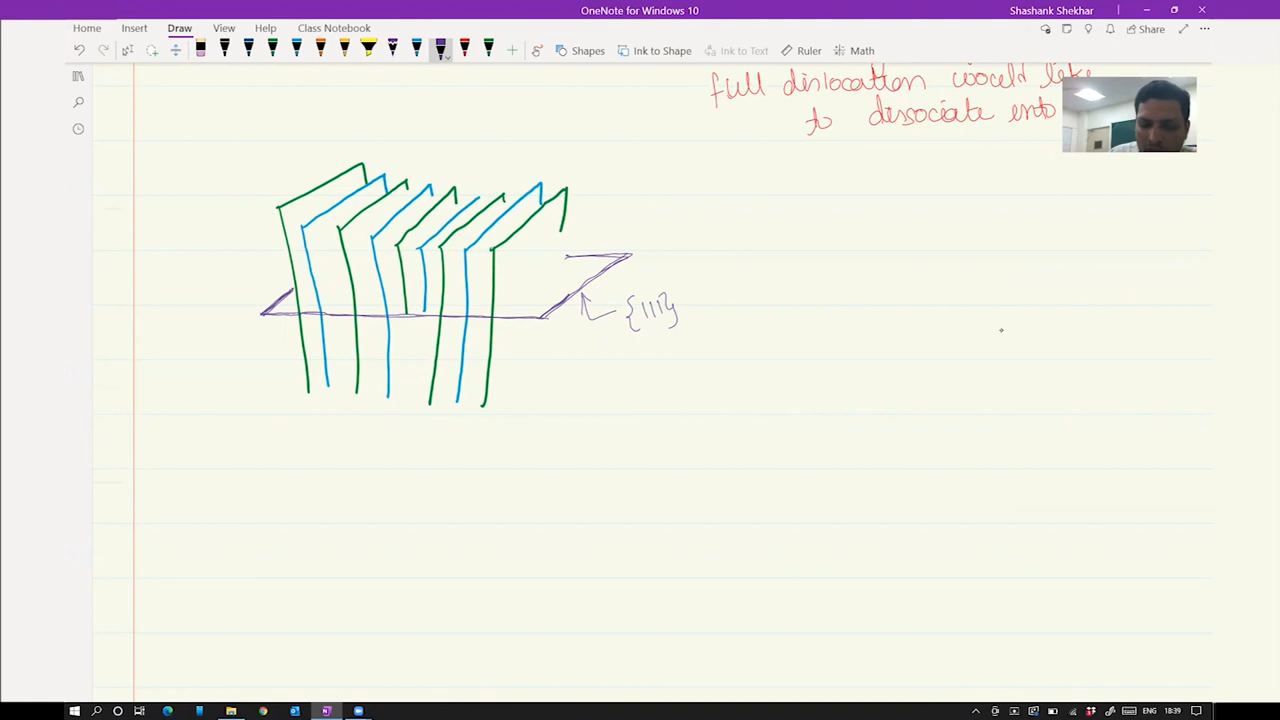 OneNote for Windows 10
Shashank Shekhar
Home Insert Draw View Help Class Notebook
Share
Shapes Ink to Shape Ink to Text Ruler Math
full dislocation would like
to dissociate into
{111}
ENG 18:39